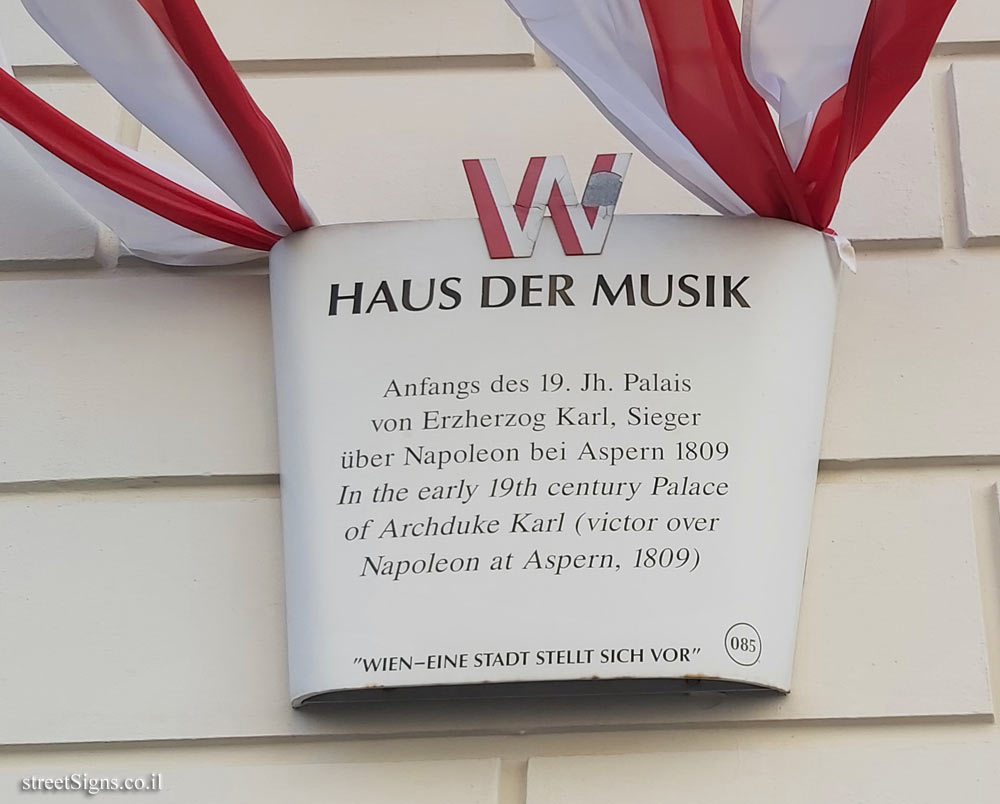 W
HAUS DER MUSIK
Anfangs des 19. Jh. Palais
von Erzherzog Karl, Sieger
über Napoleon bei Aspern 1809
In the early 19th century Palace
of Archduke Karl (victor over
Napoleon at Aspern, 1809)
"WIEN–EINE STADT STELLT SICH VOR"
085
streetSigns.co.il